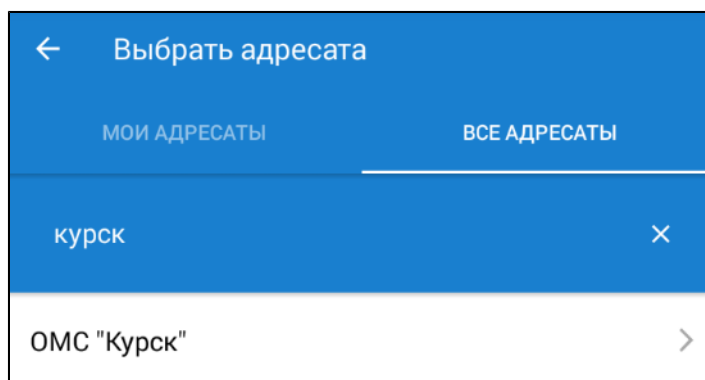 Выбрать адресата
МОИ АДРЕСАТЫ ВСЕ АДРЕСАТЫ
курск
ОМС "Курск"